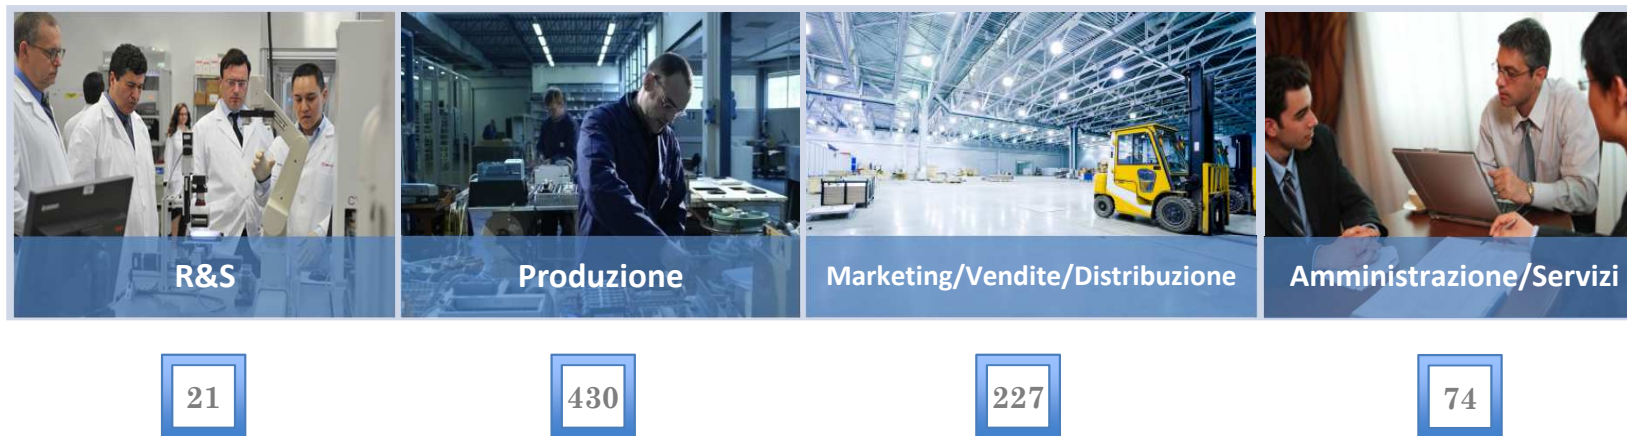 R&S
Produzione
Marketing/Vendite/Distribuzione
Amministrazione/Servizi
21
430
227
74